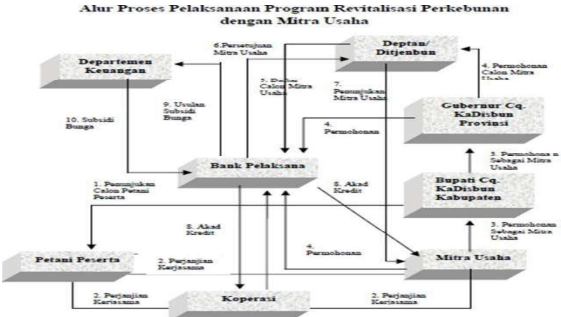 Alur Proses Pelaksanaan Program Revitalisasi Perkebunan
dengan Mitra Usaha
6.Persetujuan
Mitra Usaha
Deptan/
Ditjenbun
Departemen
Keuangan
4. Permohonan
Calon Mitra
Usaha
Calon Mitra
Usaha
7.
Penunjukan
Mitra Usaha
9. Usulan
Subsidi
Bunga
10. Subsidi
Bunga
Gubernur Cq.
KaDisbun
Provinsi
4.
Permohonan
Bank Pelaksana
3. Permohonan
Sebagai Mitra
Usaha
1. Penunjukan
Calon Petani
Peserta
8. Akad
Kredit
Bupati Cq.
KaDisbun
Kabupaten
8. Akad
Kredit
3. Permohonan
Sebagai Mitra
Usaha
4.
Permohonan
Petani Peserta
2. Perjanjian
Kerjasama
Mitra Usaha
2. Perjanjian
Kerjasama
Koperasi
2. Perjanjian
Kerjasama